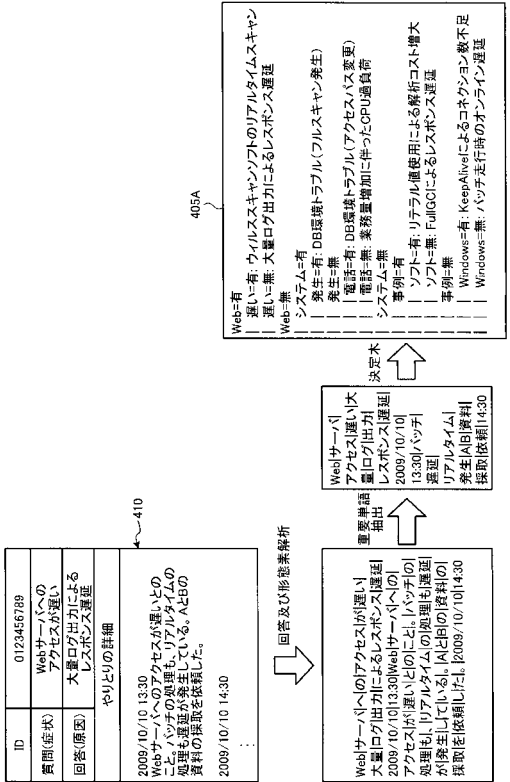 ID
0123456789
質問(症状)
Webサーバへの
アクセスが遅い
回答(原因)
大量ログ出力による
レスポンス遅延
やりとりの詳細
2009/10/10 13:30
Webサーバへのアクセスが遅いとの
こと。バッチの処理も、リアルタイムの
処理も遅延が発生している。AとBの
資料の採取を依頼した。
2009/10/10 14:30
:
410
回答及び形態素解析
Web|サーバ|へ|の|アクセス|が|遅い|
大量|ログ|出力|による|レスポンス|遅延|
2009/10/10|13:30|Web|サーバ|へ|の|
アクセス|が|遅い|と|の|こと|。|バッチ|の|
処理|も|、|リアルタイム|の|処理|も|遅延|
が|発生|し|て|いる|。|A|と|B|の|資料|の|
採取|を|依頼|し|た|。|2009/10/10|14:30
重要単語
抽出
Web|サーバ|
アクセス|遅い|大
量|ログ|出力|
レスポンス|遅延|
2009/10/10|
13:30|バッチ|
遅延|
リアルタイム|
発生|A|B|資料|
採取|依頼|14:30
決定木
405A
Web=有
| 遅い=有: ウィルススキャンソフトのリアルタイムスキャン
| 遅い=無: 大量ログ出力によるレスポンス遅延
Web=無
| システム=有
| | 発生=有: DB環境トラブル(フルスキャン発生)
| | 発生=無
| | | 電話=有: DB環境トラブル(アクセスパス変更)
| | | 電話=無: 業務量増加に伴ったCPU過負荷
| システム=無
| | 事例=有
| | | ソフト=有: リテラル値使用による解析コスト増大
| | | ソフト=無: FullGCによるレスポンス遅延
| | 事例=無
| | | Windows=有: KeepAliveによるコネクション数不足
| | | Windows=無: バッチ走行時のオンライン遅延